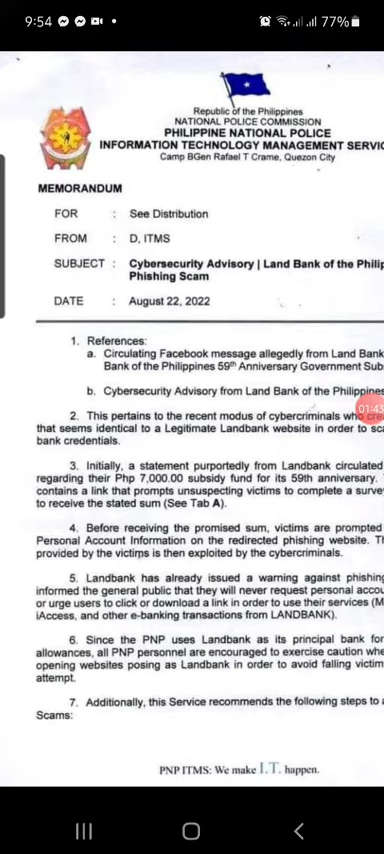 9:54
77%
Republic of the Philippines
NATIONAL POLICE COMMISSION
PHILIPPINE NATIONAL POLICE
INFORMATION TECHNOLOGY MANAGEMENT SERVIC
Camp BGen Rafael T Crame, Quezon City
MEMORANDUM
FOR : See Distribution
FROM : D, ITMS
SUBJECT : Cybersecurity Advisory | Land Bank of the Philip
Phishing Scam
DATE : August 22, 2022
1. References:
a. Circulating Facebook message allegedly from Land Bank
Bank of the Philippines 59th Anniversary Government Sub
b. Cybersecurity Advisory from Land Bank of the Philippines
01:43
2. This pertains to the recent modus of cybercriminals who
that seems identical to a Legitimate Landbank website in order to sc
bank credentials.
3. Initially, a statement purportedly from Landbank circulated
regarding their Php 7,000.00 subsidy fund for its 59th anniversary.
contains a link that prompts unsuspecting victims to complete a surve
to receive the stated sum (See Tab A).
4. Before receiving the promised sum, victims are prompted
Personal Account Information on the redirected phishing website. Th
provided by the victims is then exploited by the cybercriminals.
5. Landbank has already issued a warning against phishing
informed the general public that they will never request personal accou
or urge users to click or download a link in order to use their services (M
iAccess, and other e-banking transactions from LANDBANK).
6. Since the PNP uses Landbank as its principal bank for
allowances, all PNP personnel are encouraged to exercise caution whe
opening websites posing as Landbank in order to avoid falling victim
attempt.
7. Additionally, this Service recommends the following steps to a
Scams:
PNP ITMS: We make I.T. happen.